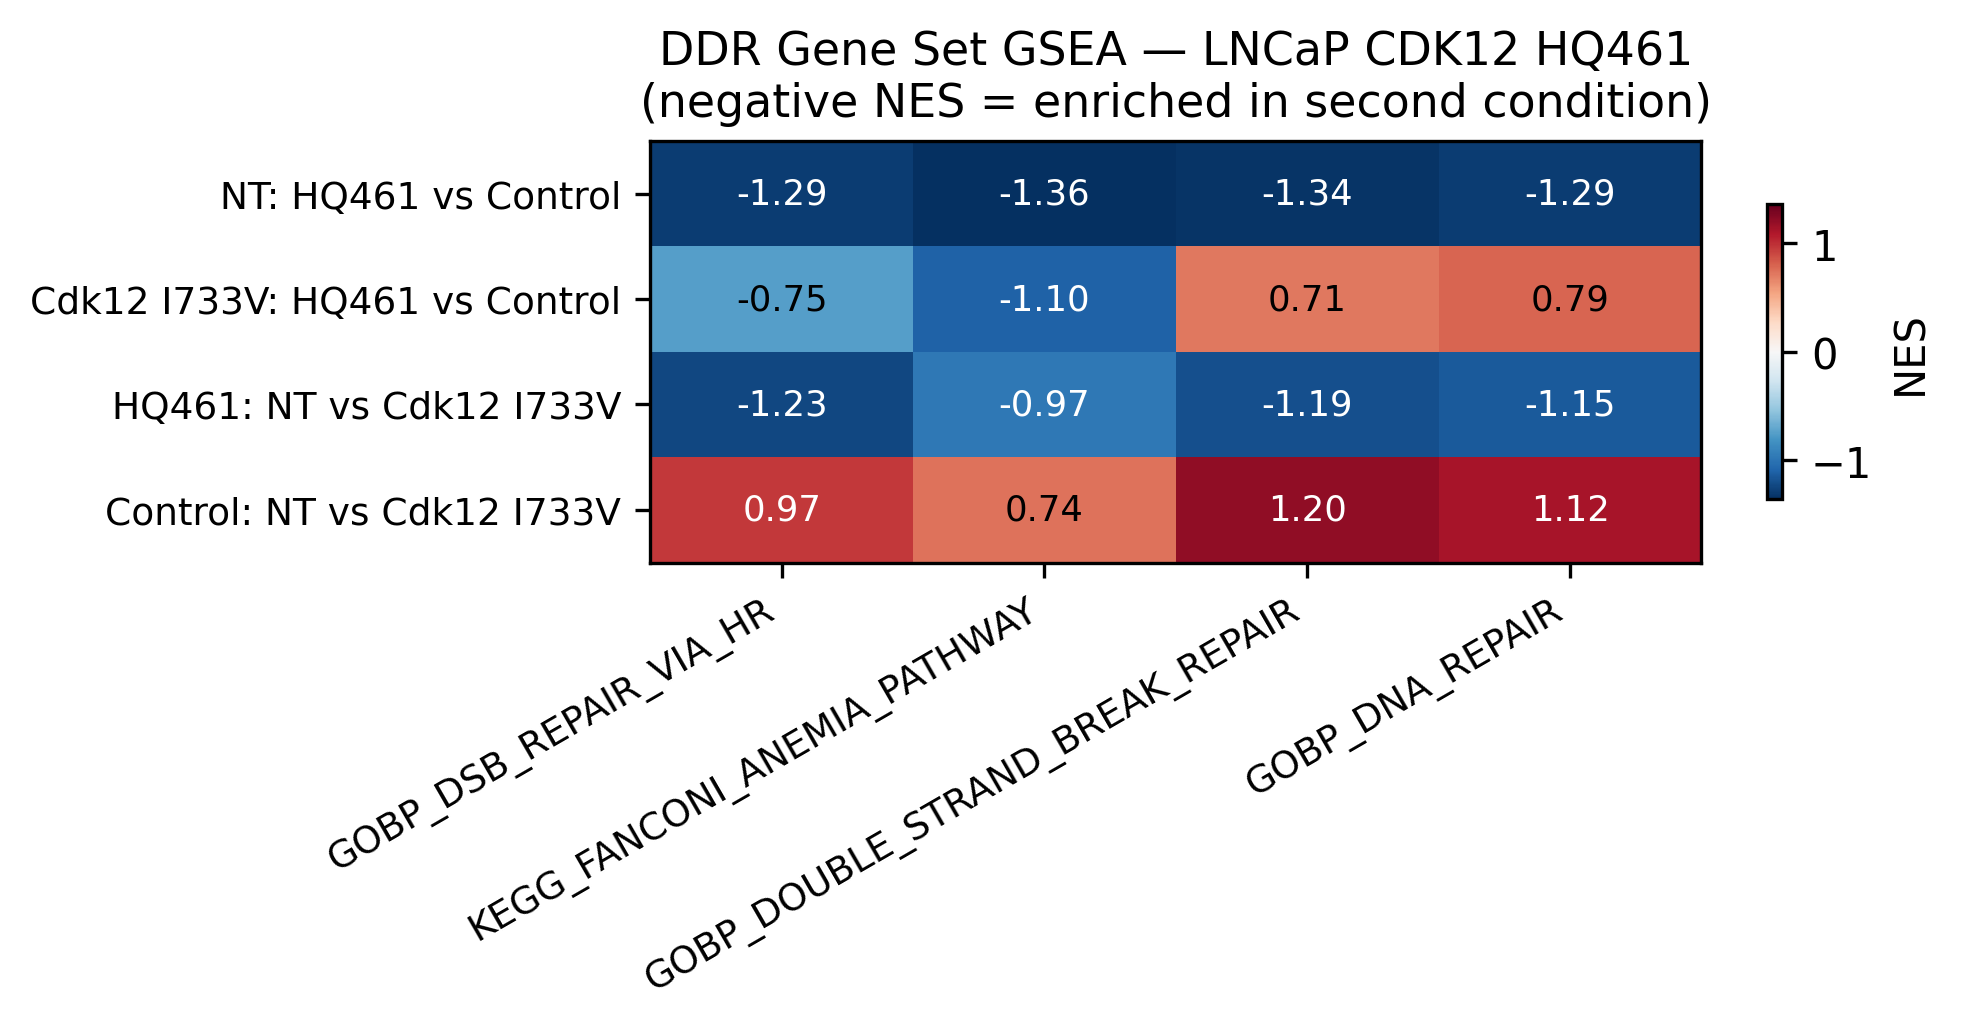 DDR Gene Set GSEA — LNCaP CDK12 HQ461
(negative NES = enriched in second condition)
NT: HQ461 vs Control
-1.29 -1.36 -1.34 -1.29
Cdk12 I733V: HQ461 vs Control
-0.75 -1.10 0.71 0.79
HQ461: NT vs Cdk12 I733V
-1.23 -0.97 -1.19 -1.15
Control: NT vs Cdk12 I733V
0.97 0.74 1.20 1.12
GOBP_DSB_REPAIR_VIA_HR
KEGG_FANCONI_ANEMIA_PATHWAY
GOBP_DOUBLE_STRAND_BREAK_REPAIR
GOBP_DNA_REPAIR
1
0
−1
NES